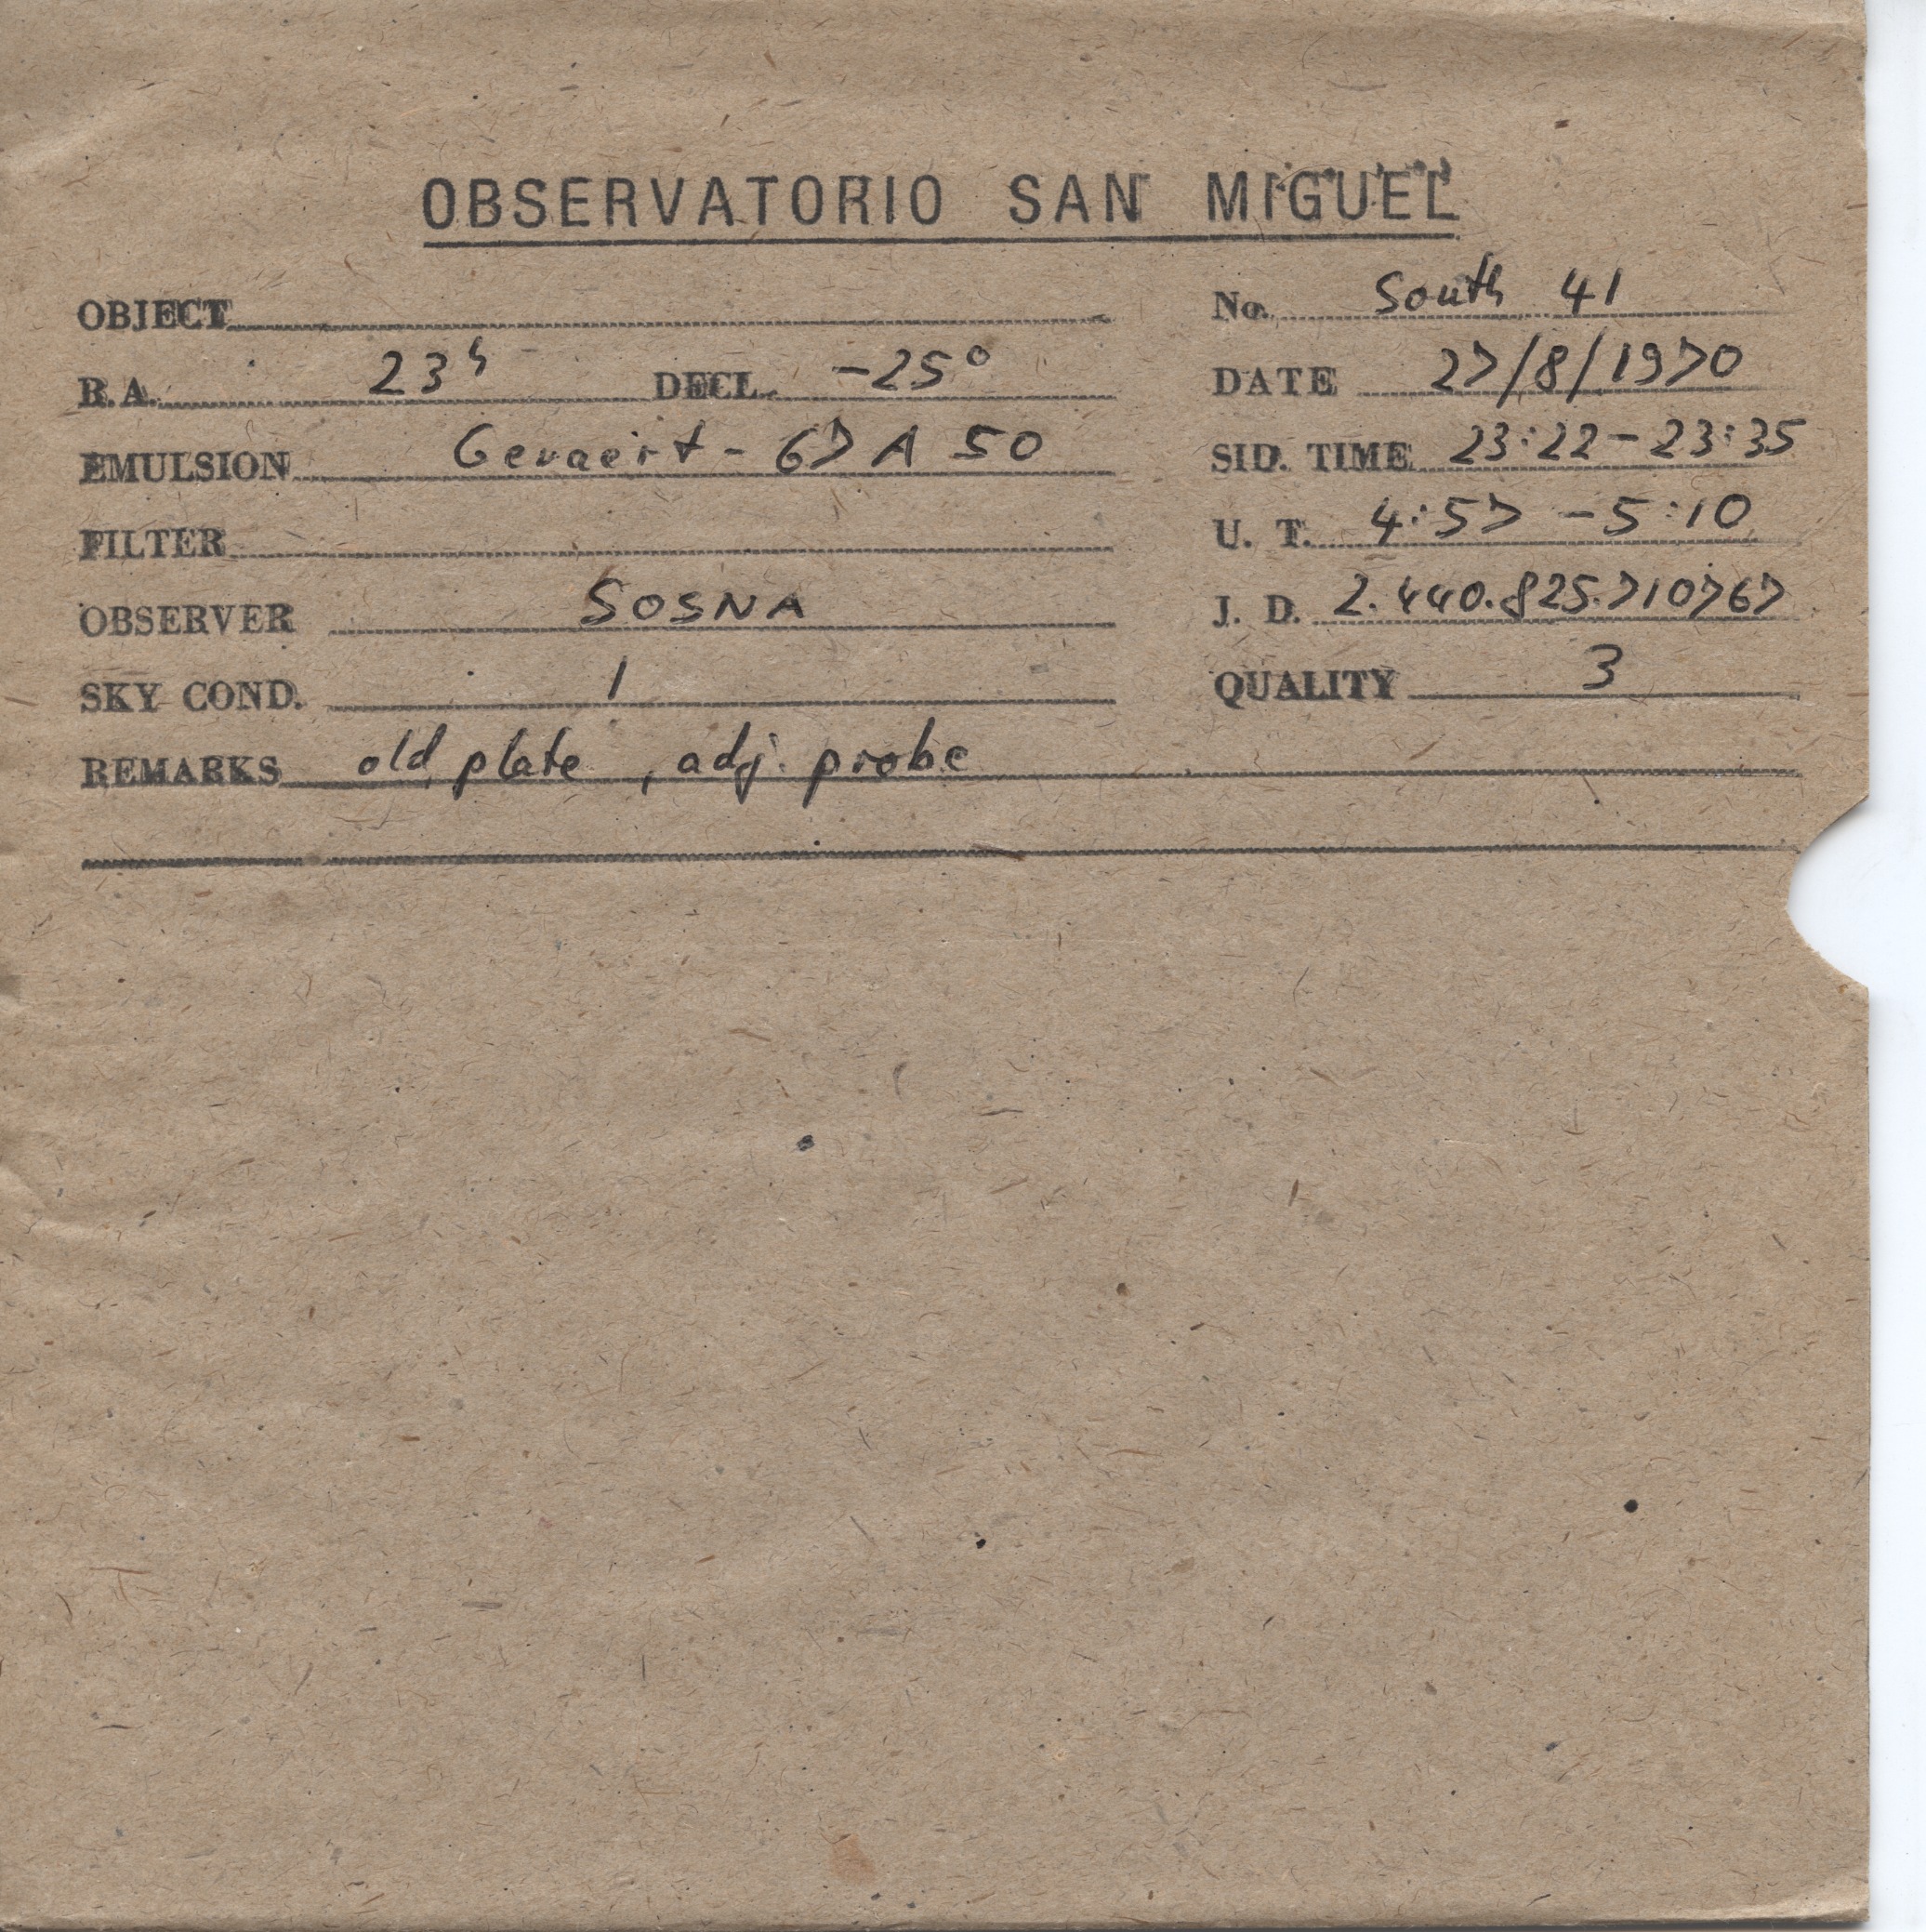 OBSERVATORIO SAN MIGUEL
OBJECT No. South 41
R.A. 23h DECL. -25° DATE 27/8/1970
EMULSION Gevaert - 67 A 50 SID. TIME 23:22 - 23:35
FILTER U. T. 4:57 - 5:10
OBSERVER SOSNA J. D. 2.440.825.710767
SKY COND. 1 QUALITY 3
REMARKS old plate, adj. probe